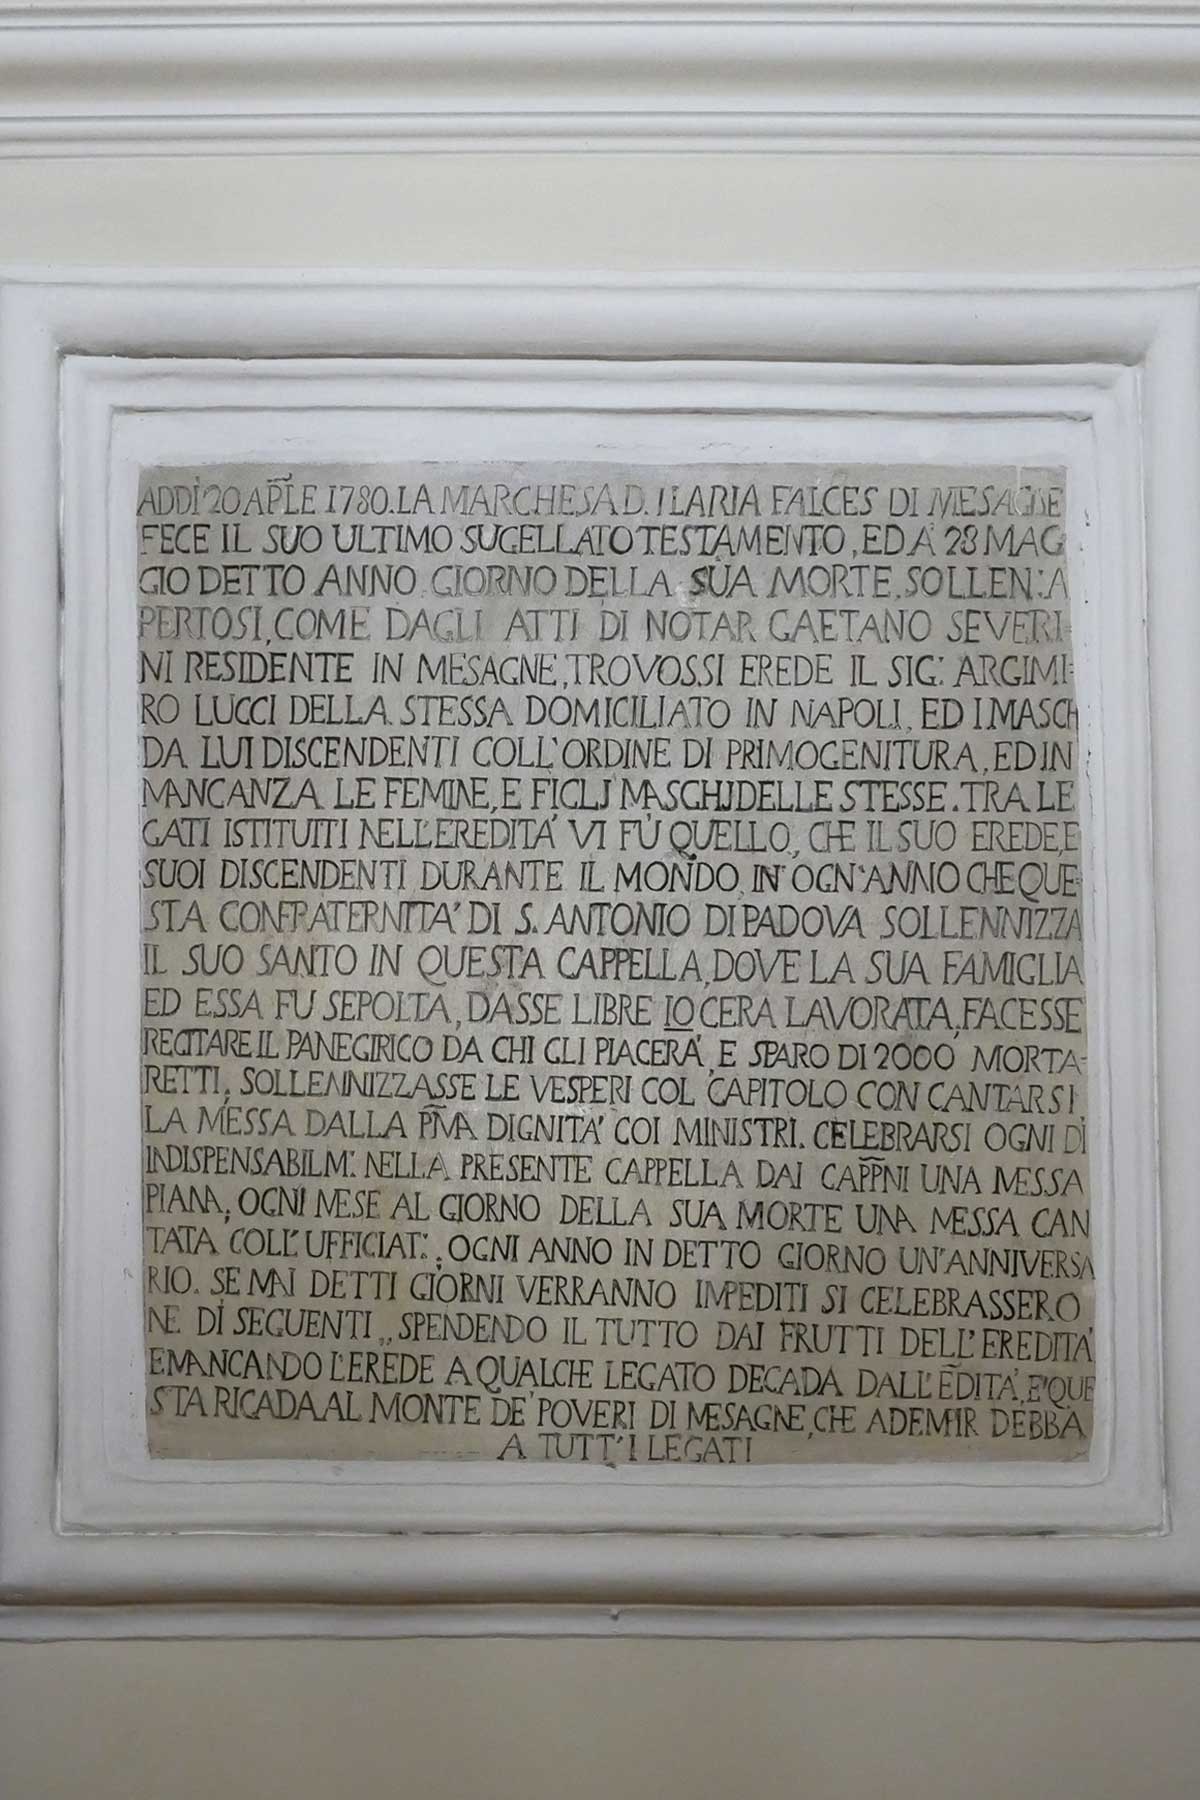 ADDÌ 20 AP̃LE 1780. LA MARCHESA D. ILARIA FALCES DI MESAGNE
FECE IL SUO ULTIMO SUGELLATO TESTAMENTO, ED A' 28 MAG
GIO DETTO ANNO GIORNO DELLA SUA MORTE. SOLLEN: A
PERTOSI, COME DAGLI ATTI DI NOTAR GAETANO SEVERI=
NI RESIDENTE IN MESAGNE, TROVOSSI EREDE IL SIG: ARGIMI=
RO LUCCI DELLA STESSA DOMICILIATO IN NAPOLI, ED I MASCH
DA LUI DISCENDENTI COLL'ORDINE DI PRIMOGENITURA, ED IN
MANCANZA LE FEMINE, E FIGLJ MASCHJ DELLE STESSE. TRA LE
GATI ISTITUITI NELL'EREDITA' VI FÙ QUELLO, CHE IL SUO EREDE, E
SUOI DISCENDENTI DURANTE IL MONDO, IN OGN'ANNO CHE QUE=
STA CONFRATERNITA' DI S. ANTONIO DI PADOVA SOLLENNIZZA
IL SUO SANTO IN QUESTA CAPPELLA, DOVE LA SUA FAMIGLIA
ED ESSA FU SEPOLTA, DASSE LIBRE 10 CERA LAVORATA, FACESSE
RECITARE IL PANEGIRICO DA CHI GLI PIACERÀ, E SPARO DI 2000 MORTA=
RETTI, SOLLENNIZZASSE LE VESPERI COL CAPITOLO CON CANTARSI
LA MESSA DALLA PM̃A DIGNITA' COI MINISTRI. CELEBRARSI OGNI DÌ
INDISPENSABILM: NELLA PRESENTE CAPPELLA DAI CAPP̃NI UNA MESSA
PIANA; OGNI MESE AL GIORNO DELLA SUA MORTE UNA MESSA CAN
TATA COLL'UFFICIAT:, OGNI ANNO IN DETTO GIORNO UN'ANNIVERSA
RIO. SE MAI DETTI GIORNI VERRANNO IMPEDITI SI CELEBRASSERO
NE DÌ SEGUENTI,, SPENDENDO IL TUTTO DAI FRUTTI DELL'EREDITÀ
E MANCANDO L'EREDE A QUALCHE LEGATO DECADA DALL'ẼDITÀ, E' QUE
STA RICADA AL MONTE DE' POVERI DI MESAGNE, CHE ADEMPIR DEBBA
A TUTT'I LEGATI